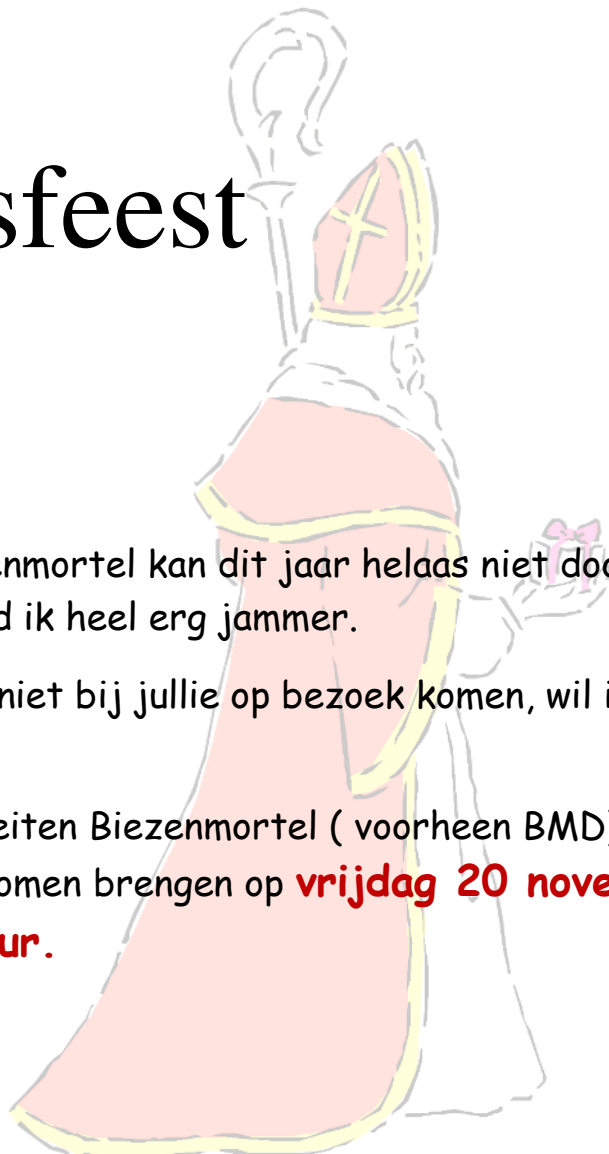 sfeest
enmortel kan dit jaar helaas niet doo
d ik heel erg jammer.
niet bij jullie op bezoek komen, wil i
eiten Biezenmortel ( voorheen BMD)
omen brengen op vrijdag 20 nove
ur.